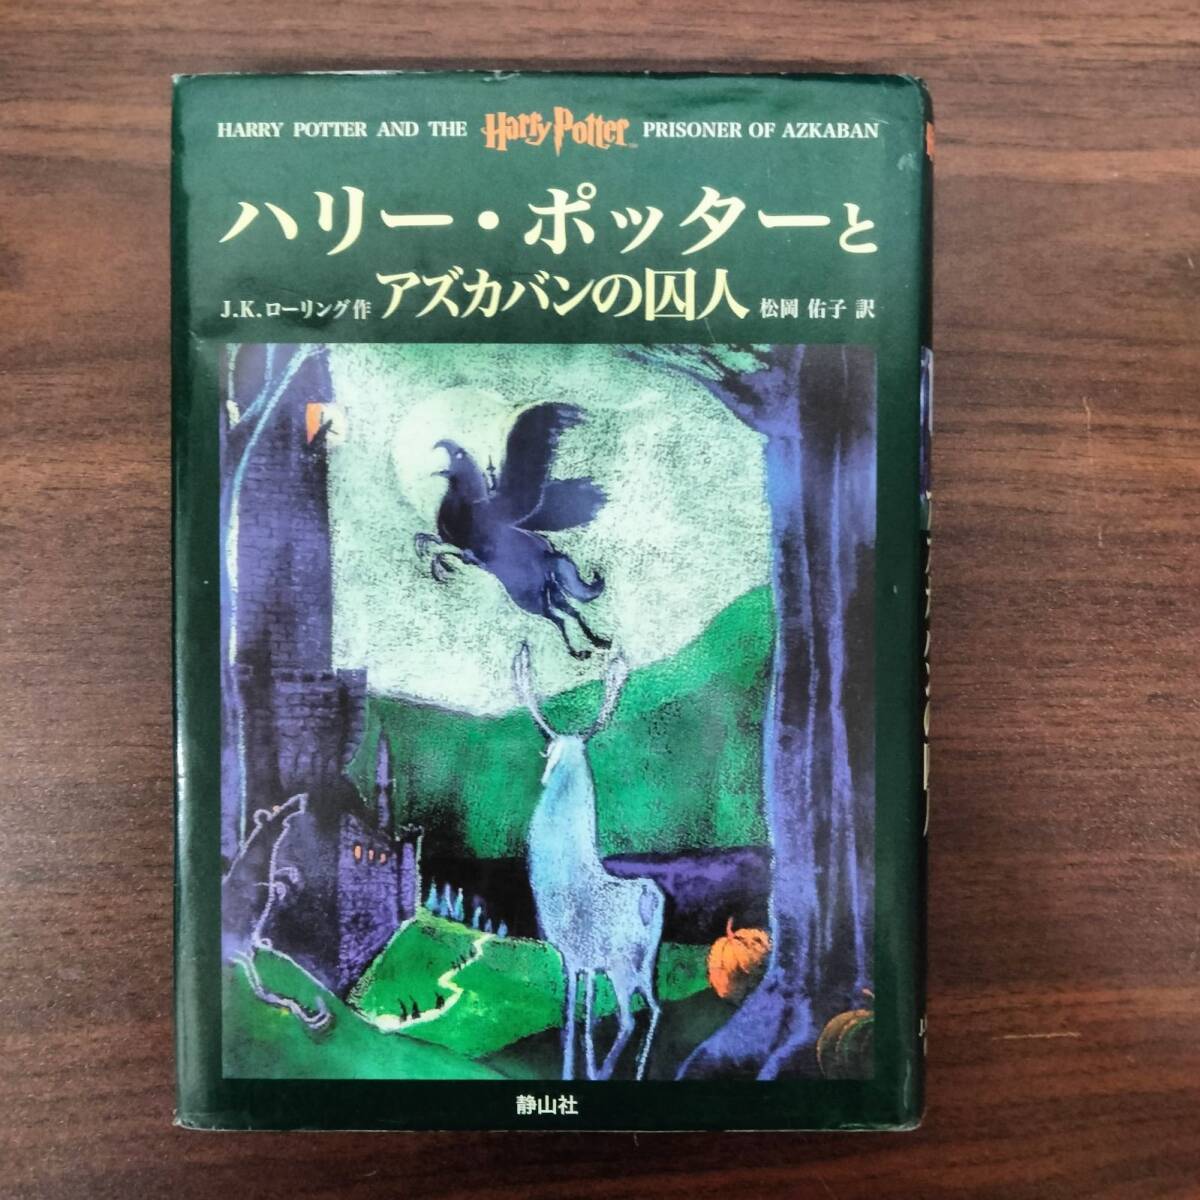 HARRY POTTER AND THE Harry Potter™ PRISONER OF AZKABAN
ハリー・ポッターと
J.K.ローリング作 アズカバンの囚人 松岡 佑子 訳
静山社